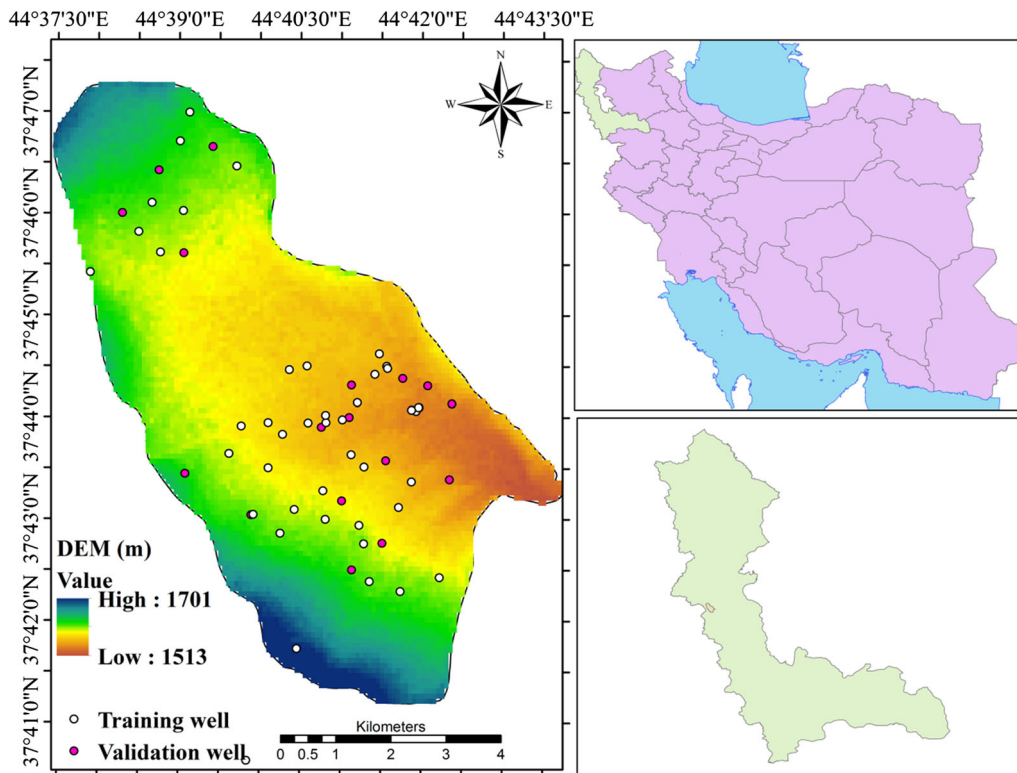 44°37'30"E 44°39'0"E 44°40'30"E 44°42'0"E 44°43'30"E
N
W E
S
37°47'0"N
37°46'0"N
37°45'0"N
37°44'0"N
37°43'0"N
37°42'0"N
37°41'0"N
DEM (m)
Value
High : 1701
Low : 1513
Training well
Validation well
Kilometers
0 0.5 1 2 3 4